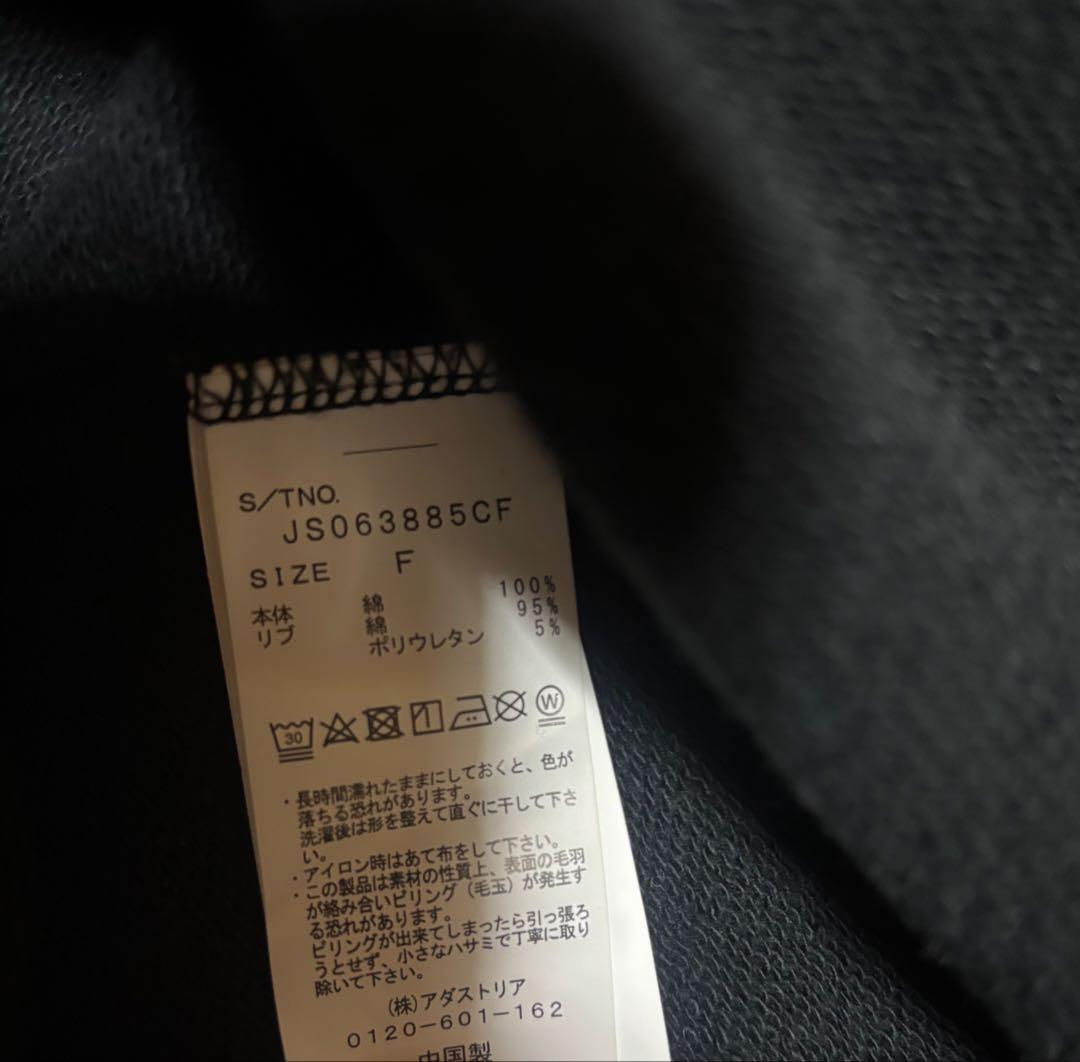 S/TNO.
JS063885CF
SIZE F
本体 綿 100%
リブ 綿 95%
ポリウレタン 5%
30
W
・長時間濡れたままにしておくと、色が
落ちる恐れがあります。
洗濯後は形を整えて直ぐに干して下さ
い。
・アイロン時はあて布をして下さい。
・この製品は素材の性質上、表面の毛羽
が絡み合いピリング（毛玉）が発生す
る恐れがあります。
ピリングが出来てしまったら引っ張ろ
うとせず、小さなハサミで丁寧に取り
除いて下さい。
(株)アダストリア
0120-601-162
中国製